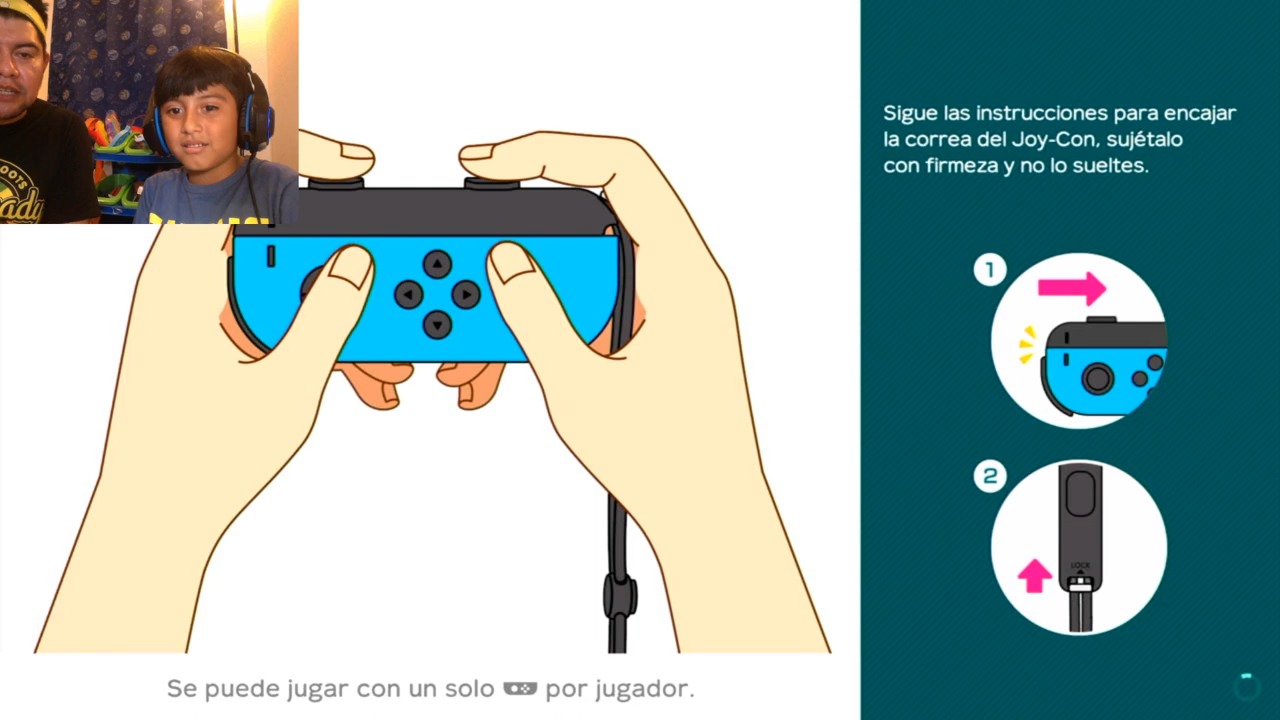 Sigue las instrucciones para encajar
la correa del Joy-Con, sujétalo
con firmeza y no lo sueltes.
1
2
LOCK
Se puede jugar con un solo por jugador.